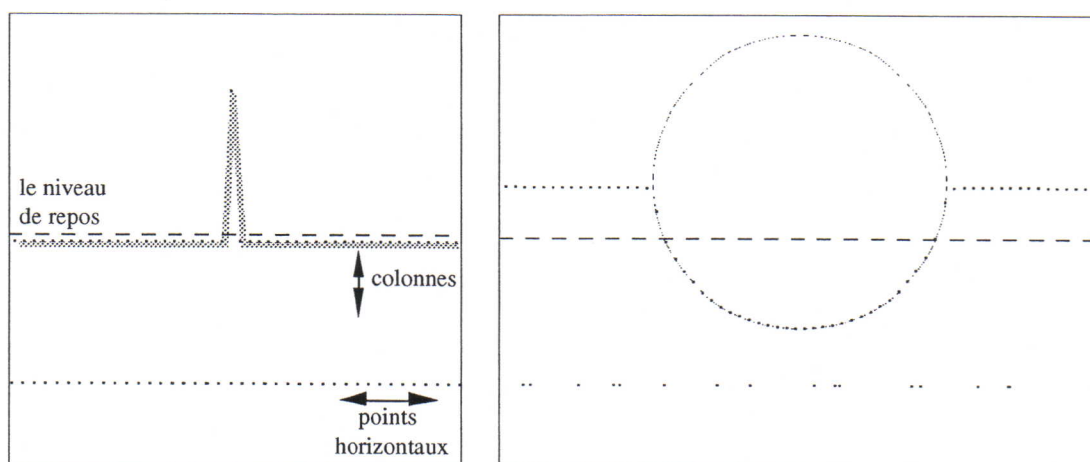 le niveau
de repos
colonnes
points
horizontaux